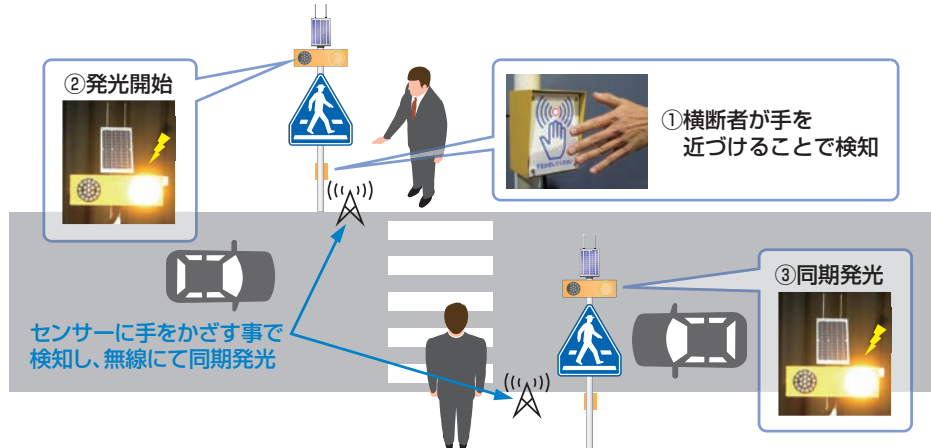 ②発光開始
①横断者が手を
近づけることで検知
③同期発光
センサーに手をかざす事で
検知し、無線にて同期発光